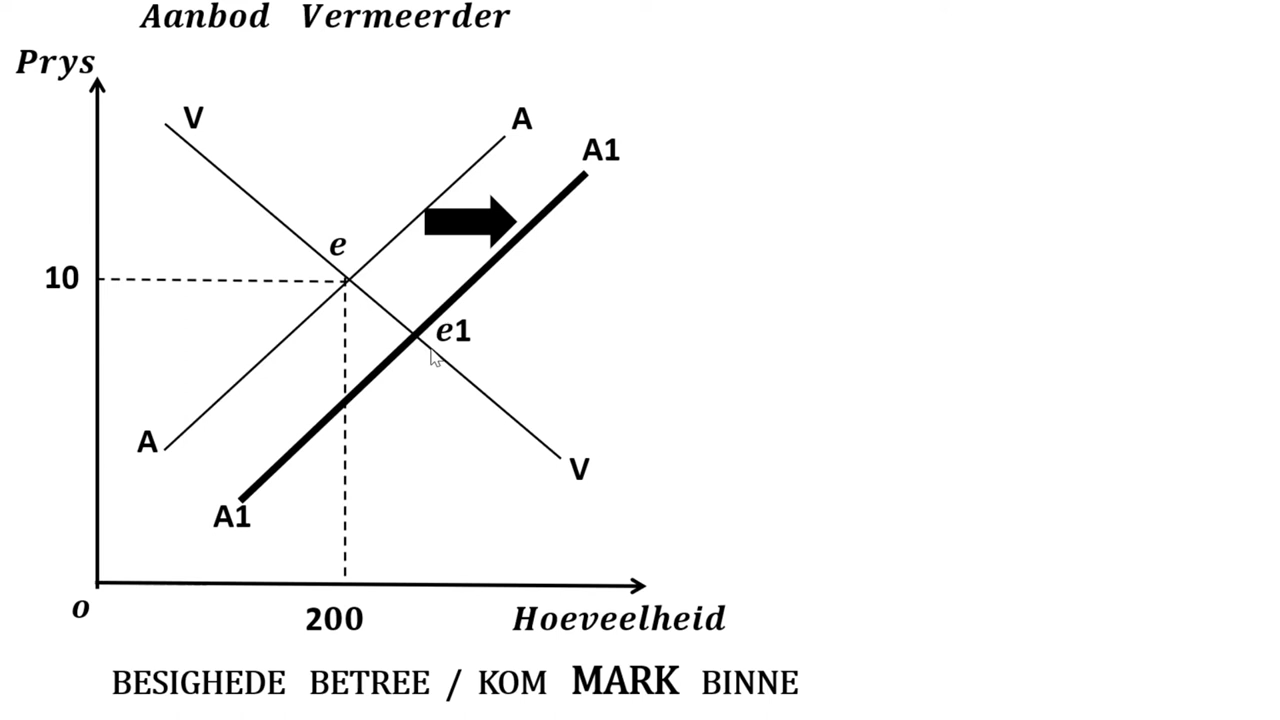 Aanbod Vermeerder
Prys
V
A
A1
e
10
e1
A
V
A1
o
200
Hoeveelheid
BESIGHEDE BETREE / KOM MARK BINNE